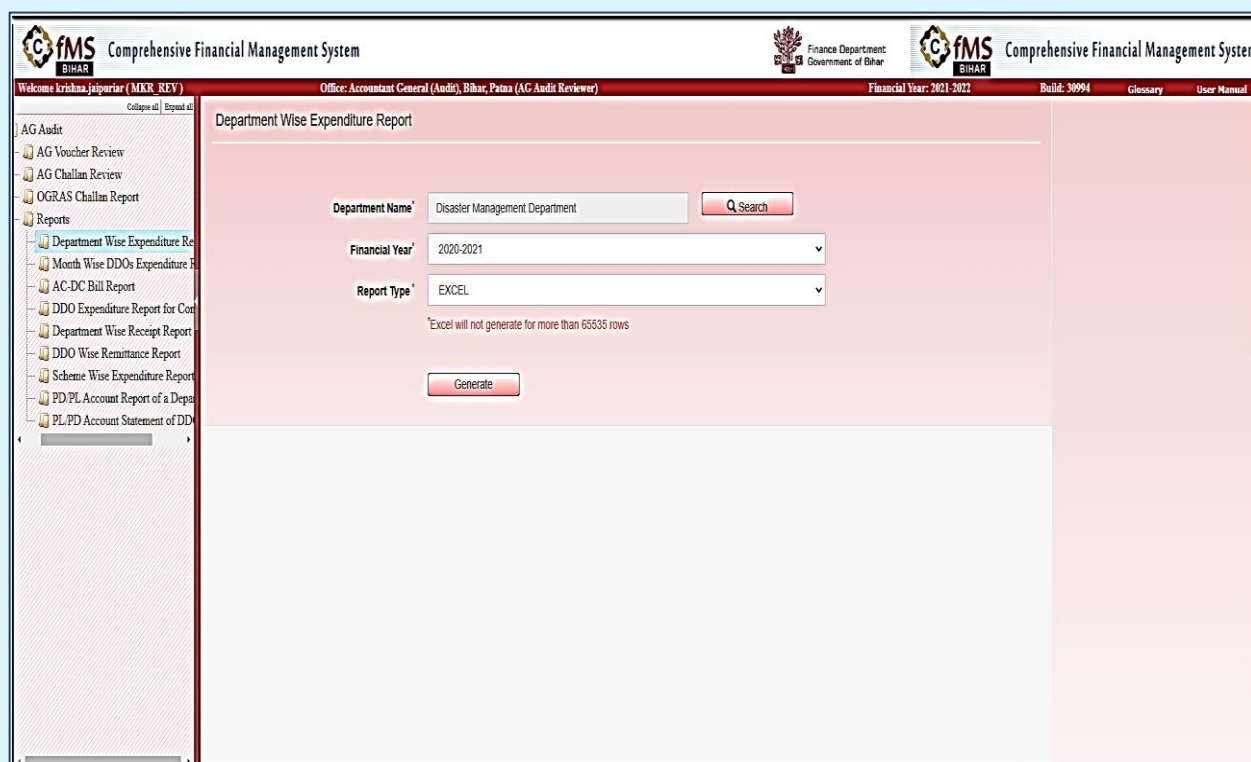 CfMS BIHAR Comprehensive Financial Management System
Finance Department
Government of Bihar
CfMS BIHAR Comprehensive Financial Management System
Welcome krishna.jaipuriar ( MKR_REV ) Office: Accountant General (Audit), Bihar, Patna (AG Audit Reviewer) Financial Year: 2021-2022 Build: 30994 Glossary User Manual
Collapse all | Expand all
AG Audit
AG Voucher Review
AG Challan Review
OGRAS Challan Report
Reports
Department Wise Expenditure Re
Month Wise DDOs Expenditure R
AC-DC Bill Report
DDO Expenditure Report for Con
Department Wise Receipt Report
DDO Wise Remittance Report
Scheme Wise Expenditure Report
PD/PL Account Report of a Depar
PL/PD Account Statement of DDO
Department Wise Expenditure Report
Department Name* Disaster Management Department Search
Financial Year* 2020-2021
Report Type * EXCEL
*Excel will not generate for more than 65535 rows
Generate